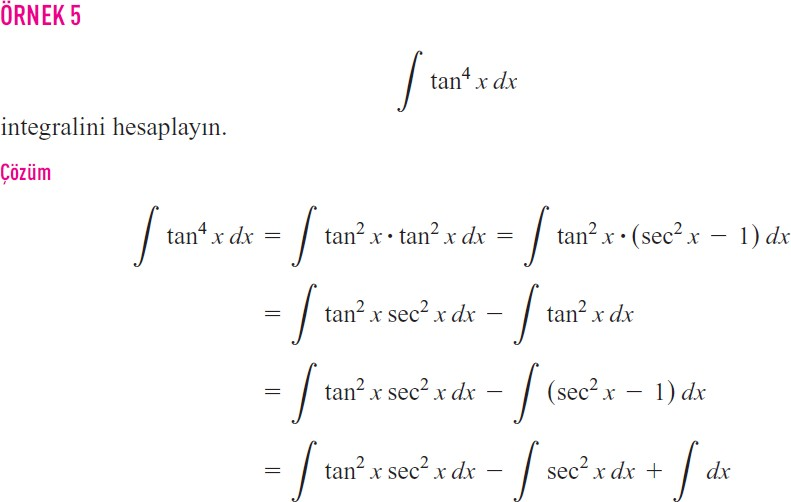 ÖRNEK 5
∫ tan⁴ x dx
integralini hesaplayın.
Çözüm
∫ tan⁴ x dx = ∫ tan² x · tan² x dx = ∫ tan² x · (sec² x − 1) dx
= ∫ tan² x sec² x dx − ∫ tan² x dx
= ∫ tan² x sec² x dx − ∫ (sec² x − 1) dx
= ∫ tan² x sec² x dx − ∫ sec² x dx + ∫ dx